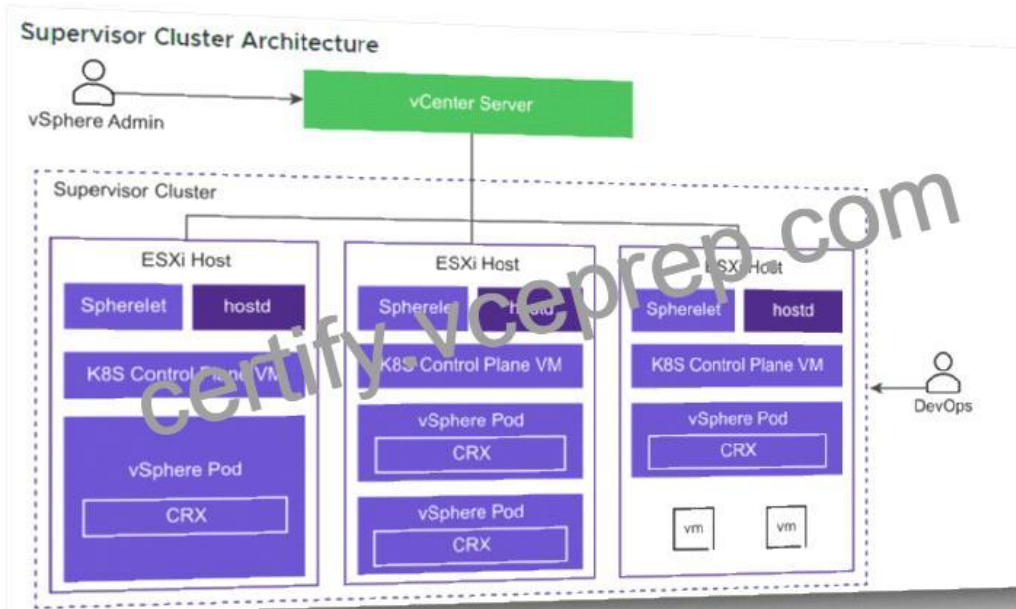 Supervisor Cluster Architecture
vSphere Admin
vCenter Server
Supervisor Cluster
ESXi Host
Spherelet
hostd
K8S Control Plane VM
vSphere Pod
CRX
ESXi Host
Spherelet
hostd
K8S Control Plane VM
vSphere Pod
CRX
vSphere Pod
CRX
ESXi Host
Spherelet
hostd
K8S Control Plane VM
vSphere Pod
CRX
vm
vm
DevOps
certify.vceprep.com